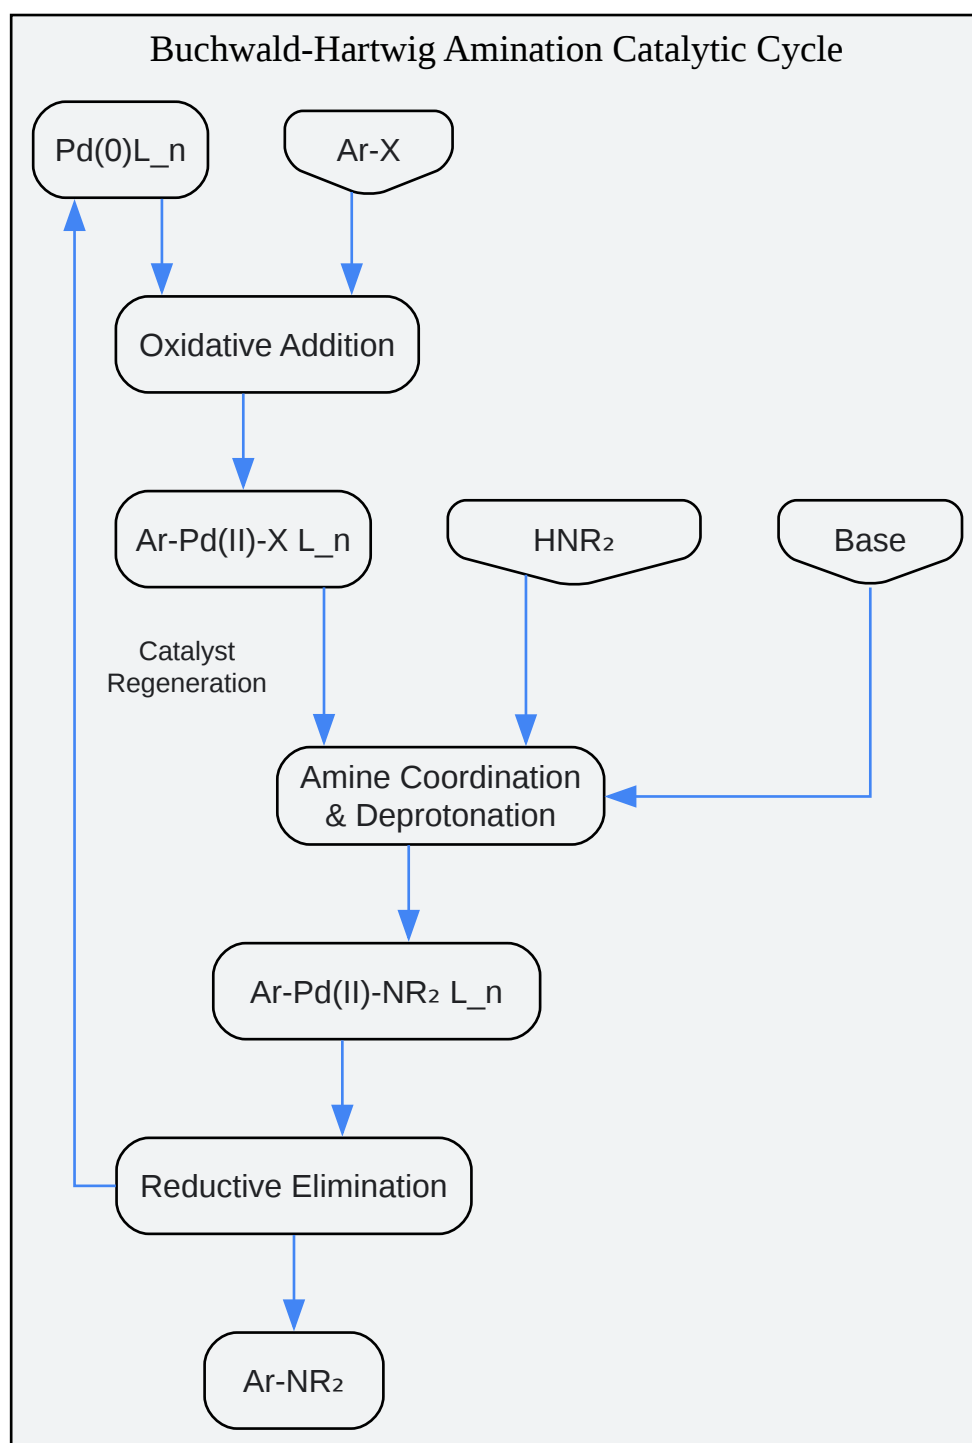 Buchwald-Hartwig Amination Catalytic Cycle
Pd(0)L_n
Ar-X
Oxidative Addition
Ar-Pd(II)-X L_n
HNR₂
Base
Catalyst
Regeneration
Amine Coordination
& Deprotonation
Ar-Pd(II)-NR₂ L_n
Reductive Elimination
Ar-NR₂